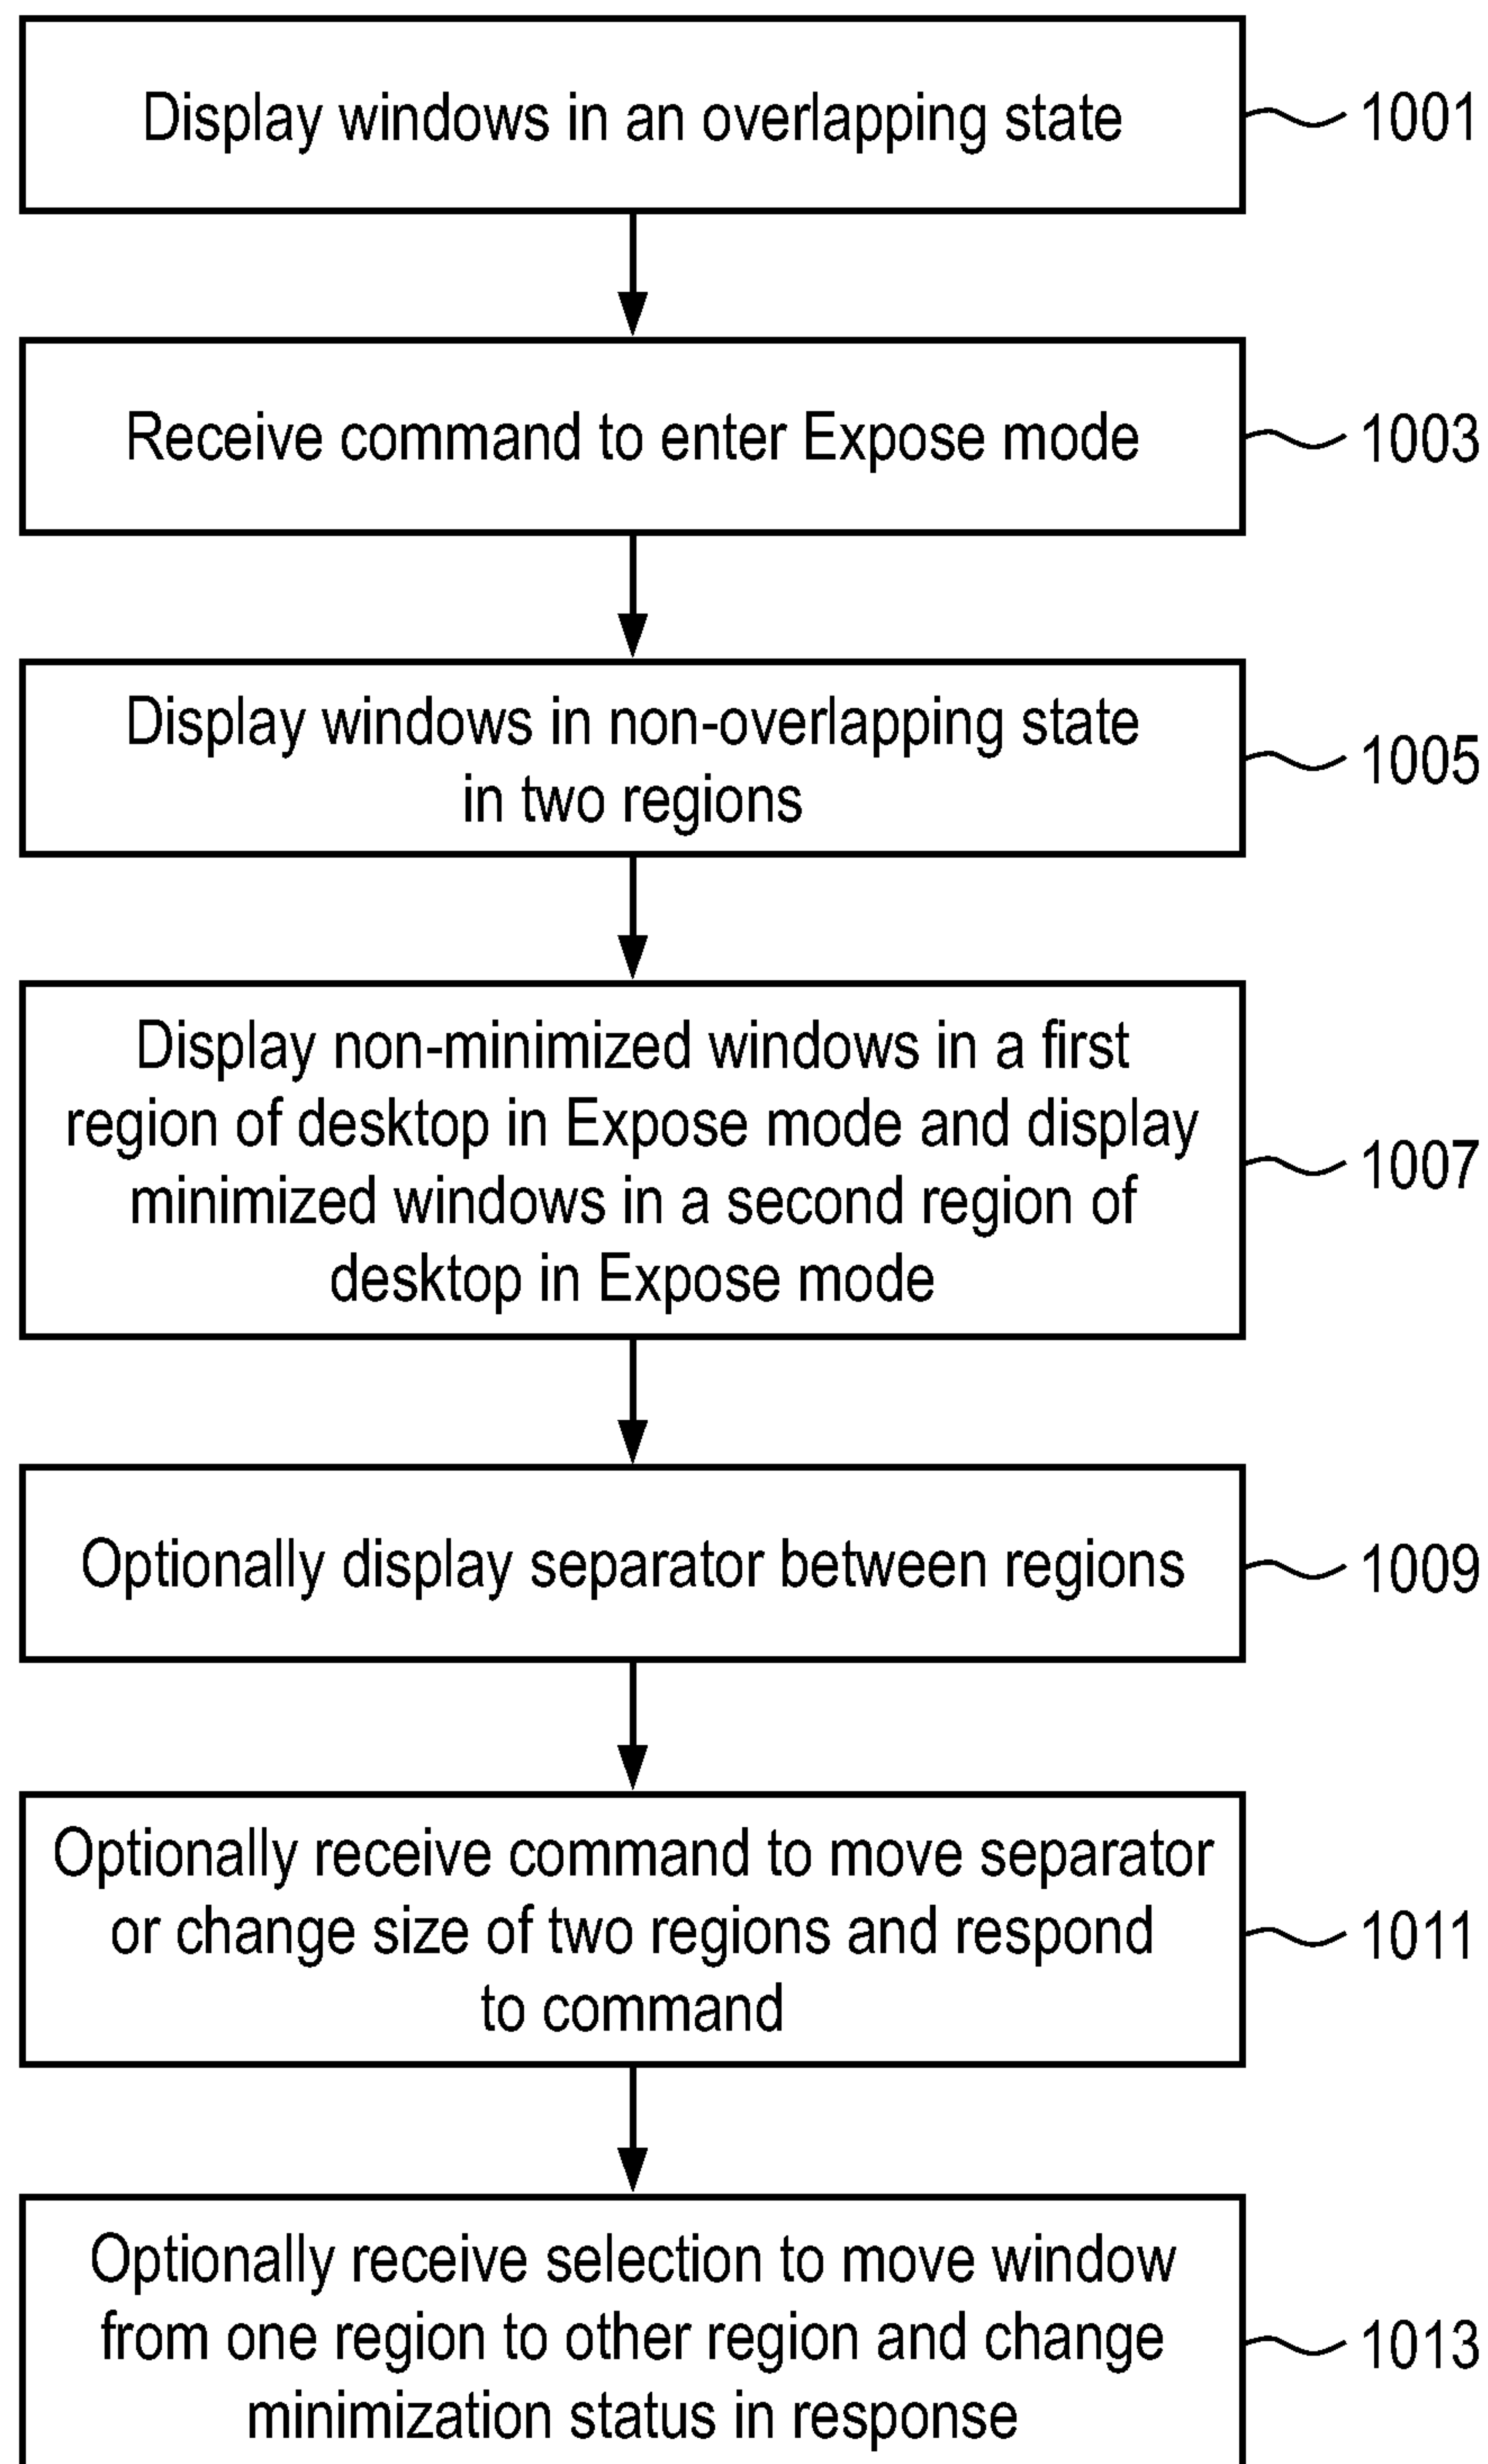 Display windows in an overlapping state
1001
Receive command to enter Expose mode
1003
Display windows in non-overlapping state
in two regions
1005
Display non-minimized windows in a first
region of desktop in Expose mode and display
minimized windows in a second region of
desktop in Expose mode
1007
Optionally display separator between regions
1009
Optionally receive command to move separator
or change size of two regions and respond
to command
1011
Optionally receive selection to move window
from one region to other region and change
minimization status in response
1013